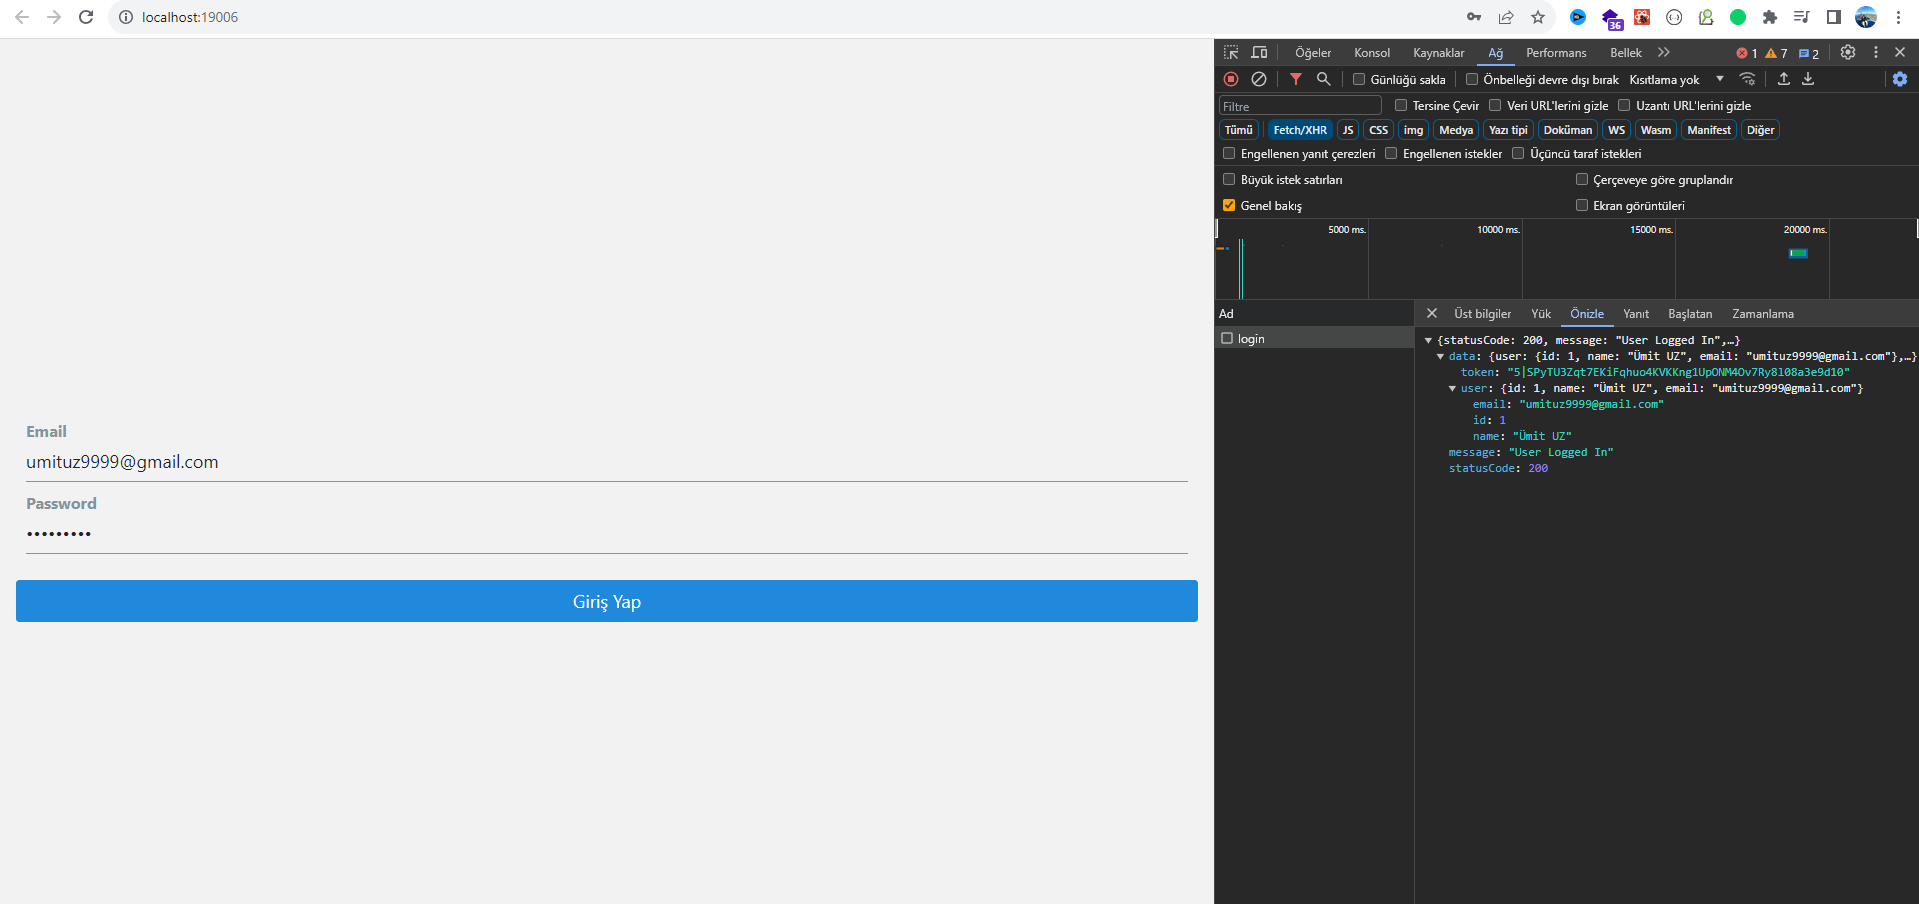 localhost:19006
36
Öğeler Konsol Kaynaklar Ağ Performans Bellek 1 7 2
Günlüğü sakla Önbelleği devre dışı bırak Kısıtlama yok
Filtre Tersine Çevir Veri URL'lerini gizle Uzantı URL'lerini gizle
Tümü Fetch/XHR JS CSS img Medya Yazı tipi Doküman WS Wasm Manifest Diğer
Engellenen yanıt çerezleri Engellenen istekler Üçüncü taraf istekleri
Büyük istek satırları Çerçeveye göre gruplandır
Genel bakış Ekran görüntüleri
5000 ms. 10000 ms. 15000 ms. 20000 ms.
Ad
login
Üst bilgiler Yük Önizle Yanıt Başlatan Zamanlama
{statusCode: 200, message: "User Logged In",…}
data: {user: {id: 1, name: "Ümit UZ", email: "umituz9999@gmail.com"},…}
token: "5|SPyTU3Zqt7EKiFqhuo4KVKKng1UpONM4Ov7Ry8l08a3e9d10"
user: {id: 1, name: "Ümit UZ", email: "umituz9999@gmail.com"}
email: "umituz9999@gmail.com"
id: 1
name: "Ümit UZ"
message: "User Logged In"
statusCode: 200
Email
umituz9999@gmail.com
Password
•••••••••
Giriş Yap